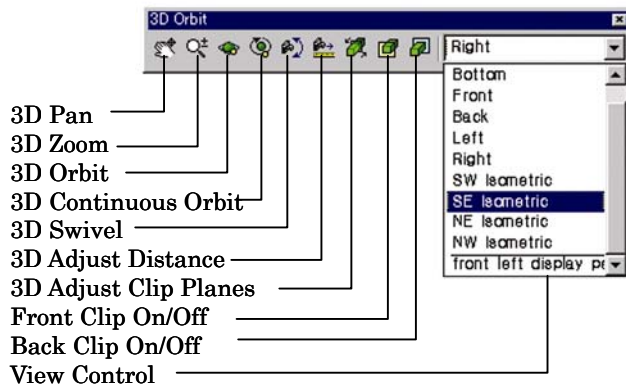 3D Orbit
Right
Bottom
Front
Back
Left
Right
SW Isometric
SE Isometric
NE Isometric
NW Isometric
front left display pe
3D Pan
3D Zoom
3D Orbit
3D Continuous Orbit
3D Swivel
3D Adjust Distance
3D Adjust Clip Planes
Front Clip On/Off
Back Clip On/Off
View Control